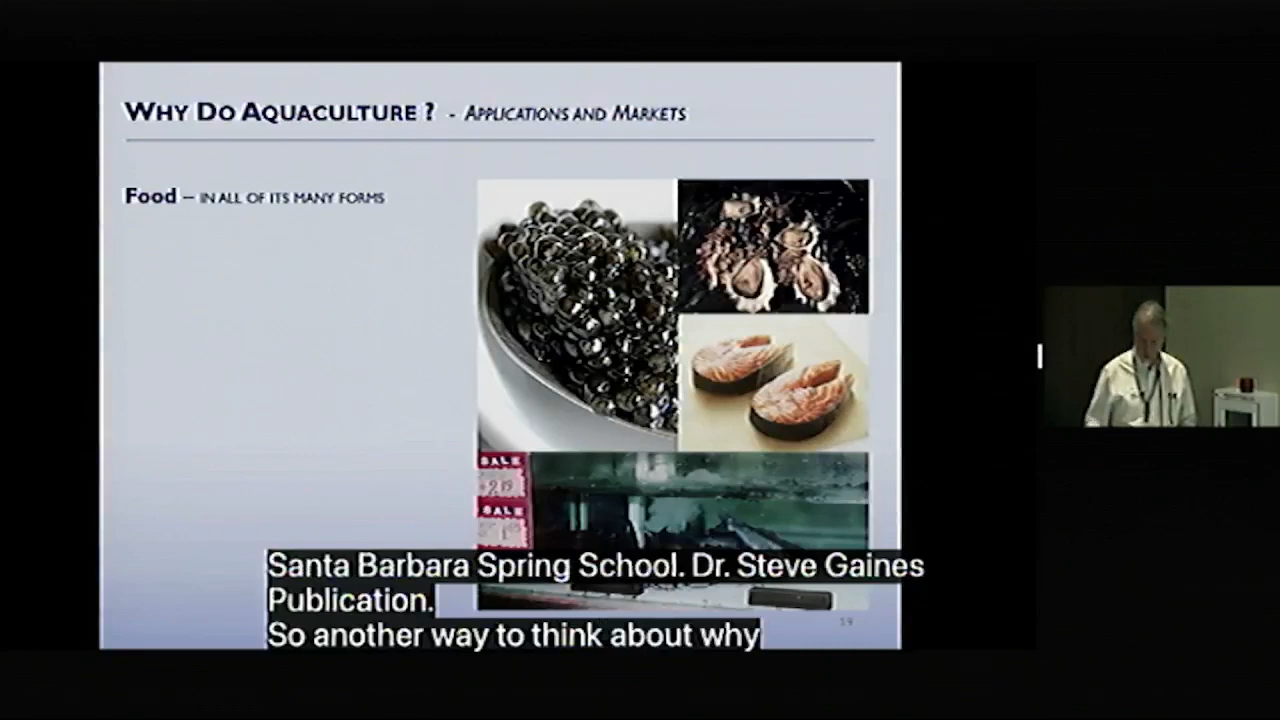 WHY DO AQUACULTURE ? - APPLICATIONS AND MARKETS
Food – IN ALL OF ITS MANY FORMS
SALE
SALE
Santa Barbara Spring School. Dr. Steve Gaines
Publication.
So another way to think about why
19